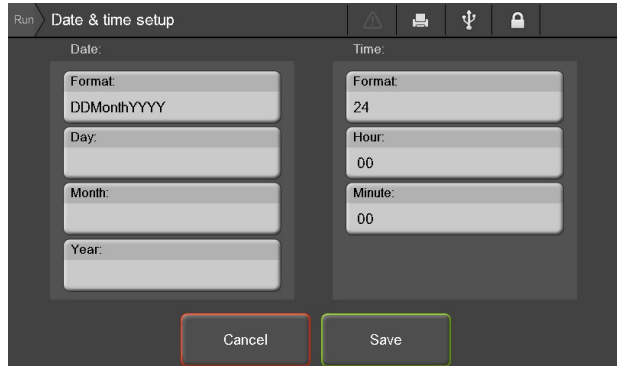 Run Date & time setup
Date:
Format:
DDMonthYYYY
Day:
Month:
Year:
Time:
Format:
24
Hour:
00
Minute:
00
Cancel
Save